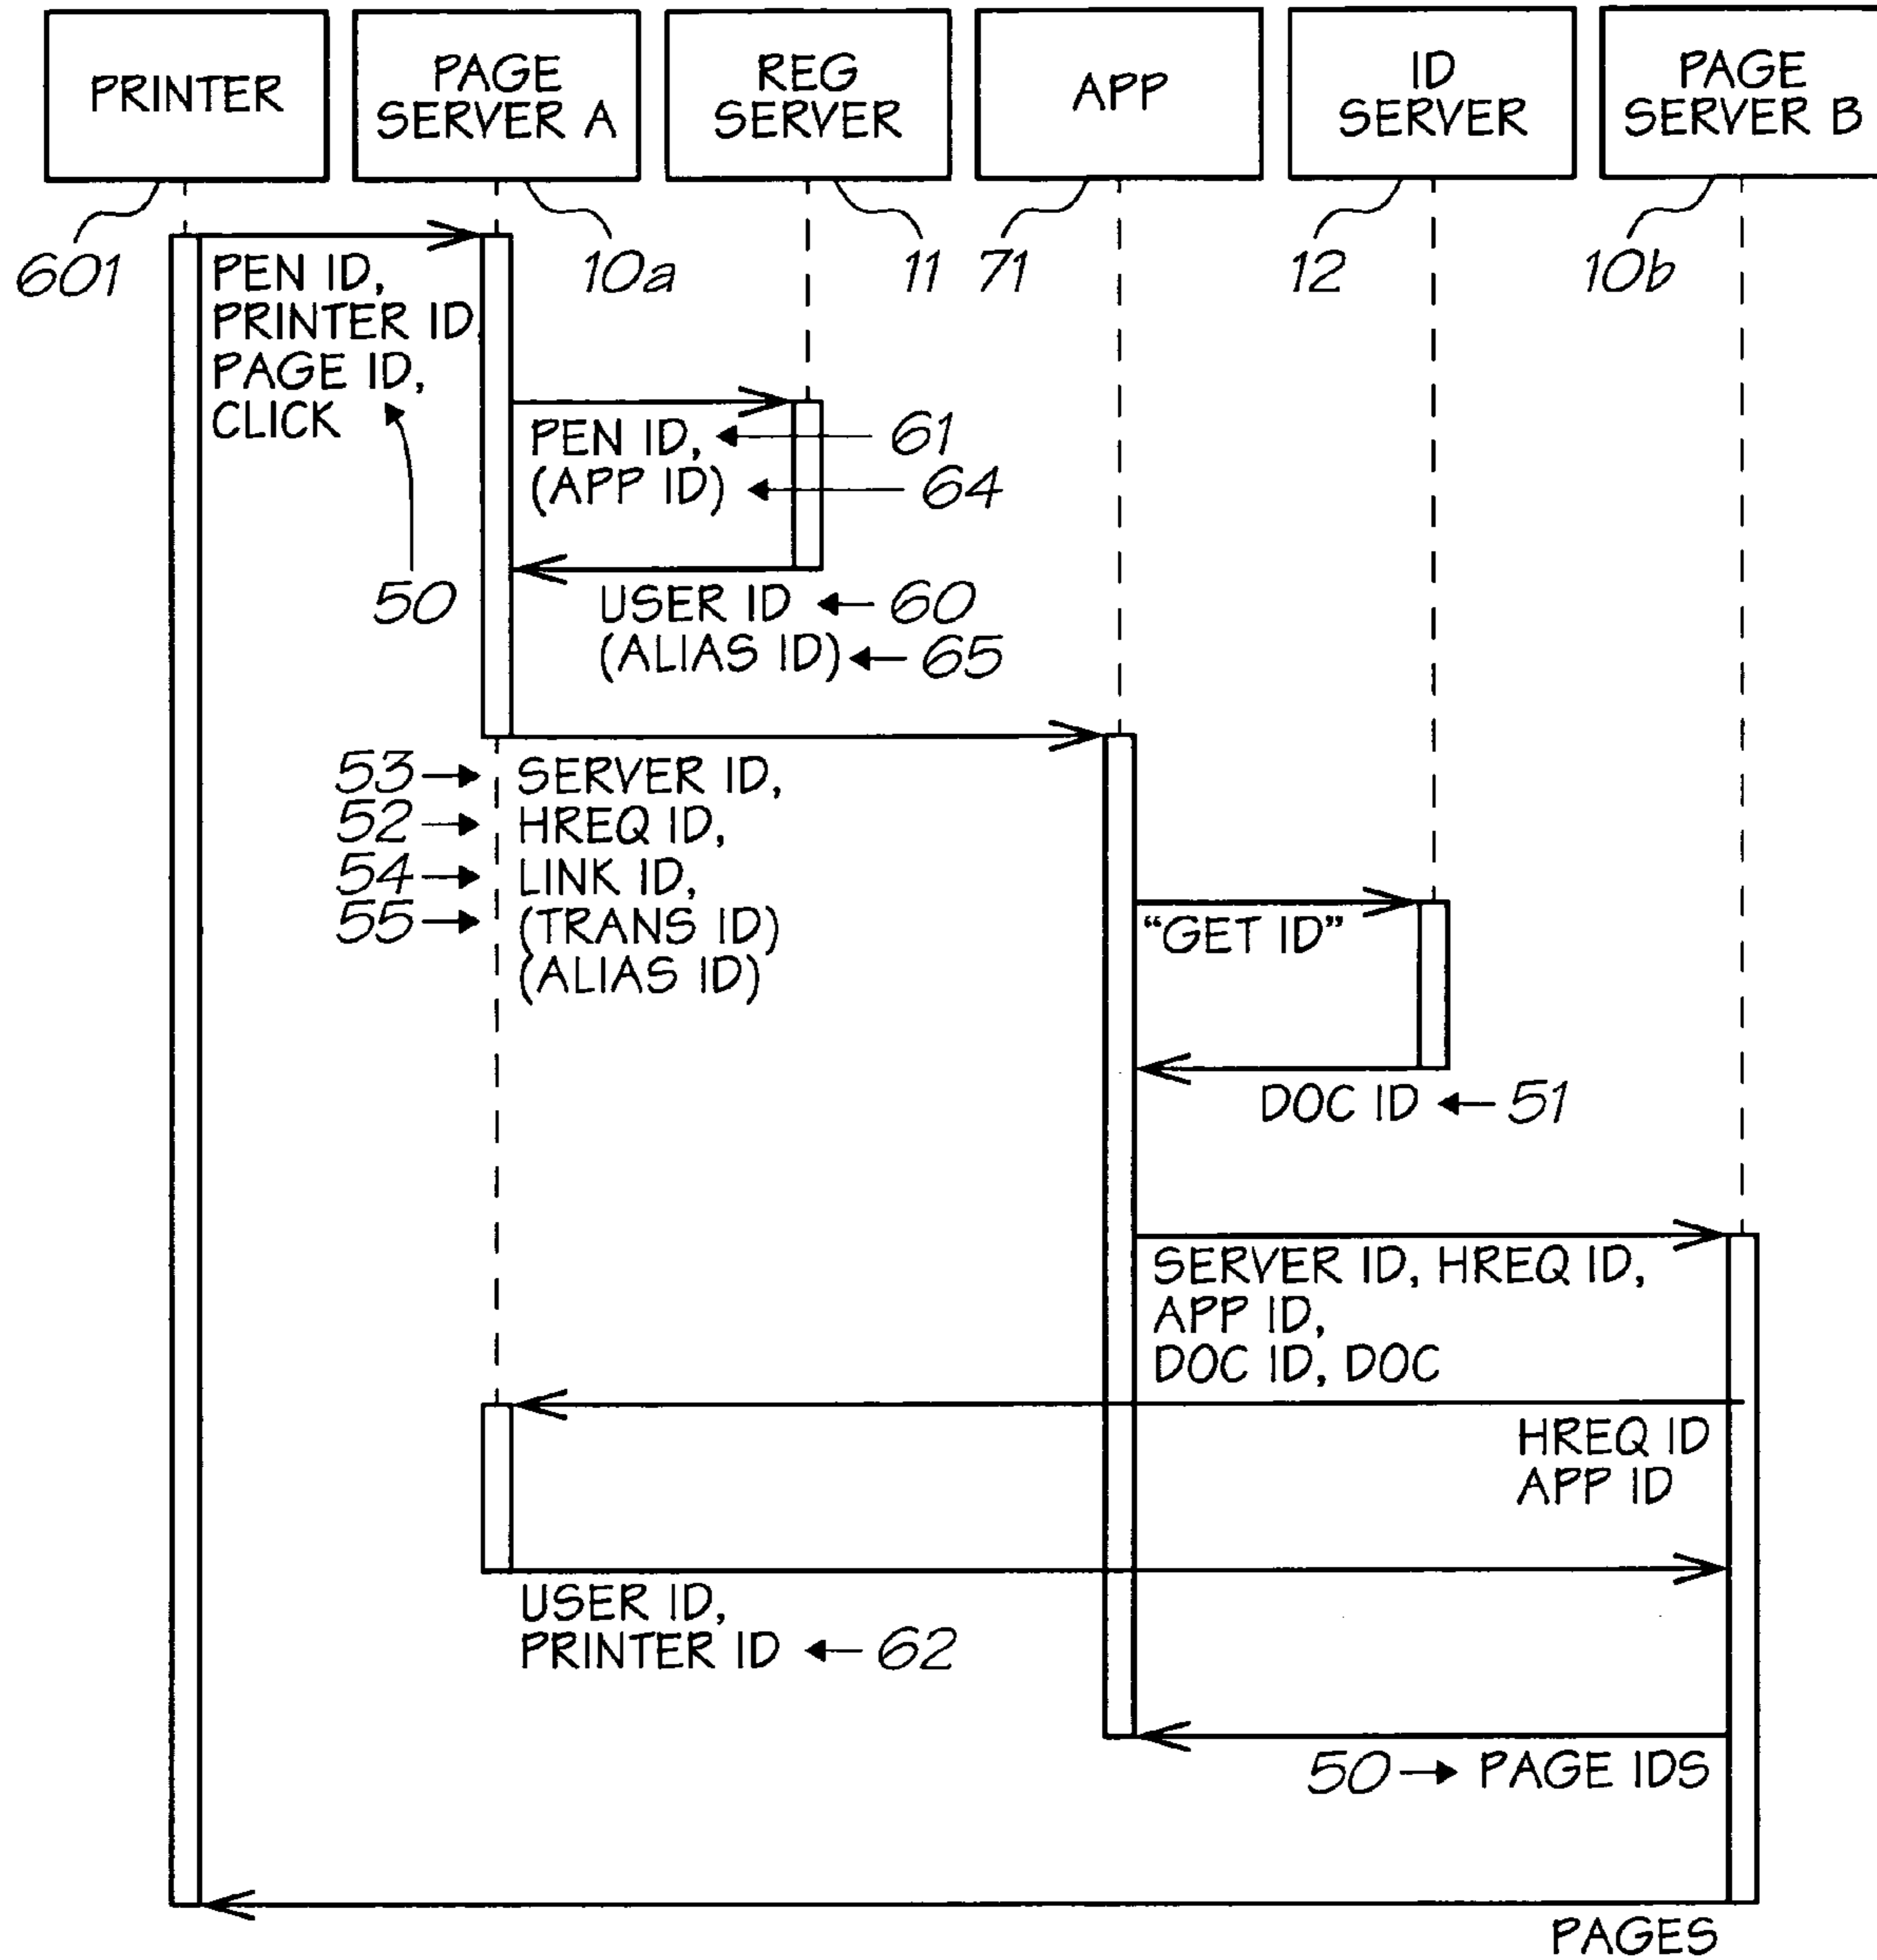 PRINTER
PAGE
SERVER A
REG
SERVER
APP
ID
SERVER
PAGE
SERVER B
601
10a
11
71
12
10b
PEN ID,
PRINTER ID
PAGE ID,
CLICK
50
PEN ID, 61
(APP ID) 64
USER ID 60
(ALIAS ID) 65
53 SERVER ID,
52 HREQ ID,
54 LINK ID,
55 (TRANS ID)
(ALIAS ID)
“GET ID”
DOC ID 51
SERVER ID, HREQ ID,
APP ID,
DOC ID, DOC
HREQ ID
APP ID
USER ID,
PRINTER ID 62
50 PAGE IDS
PAGES